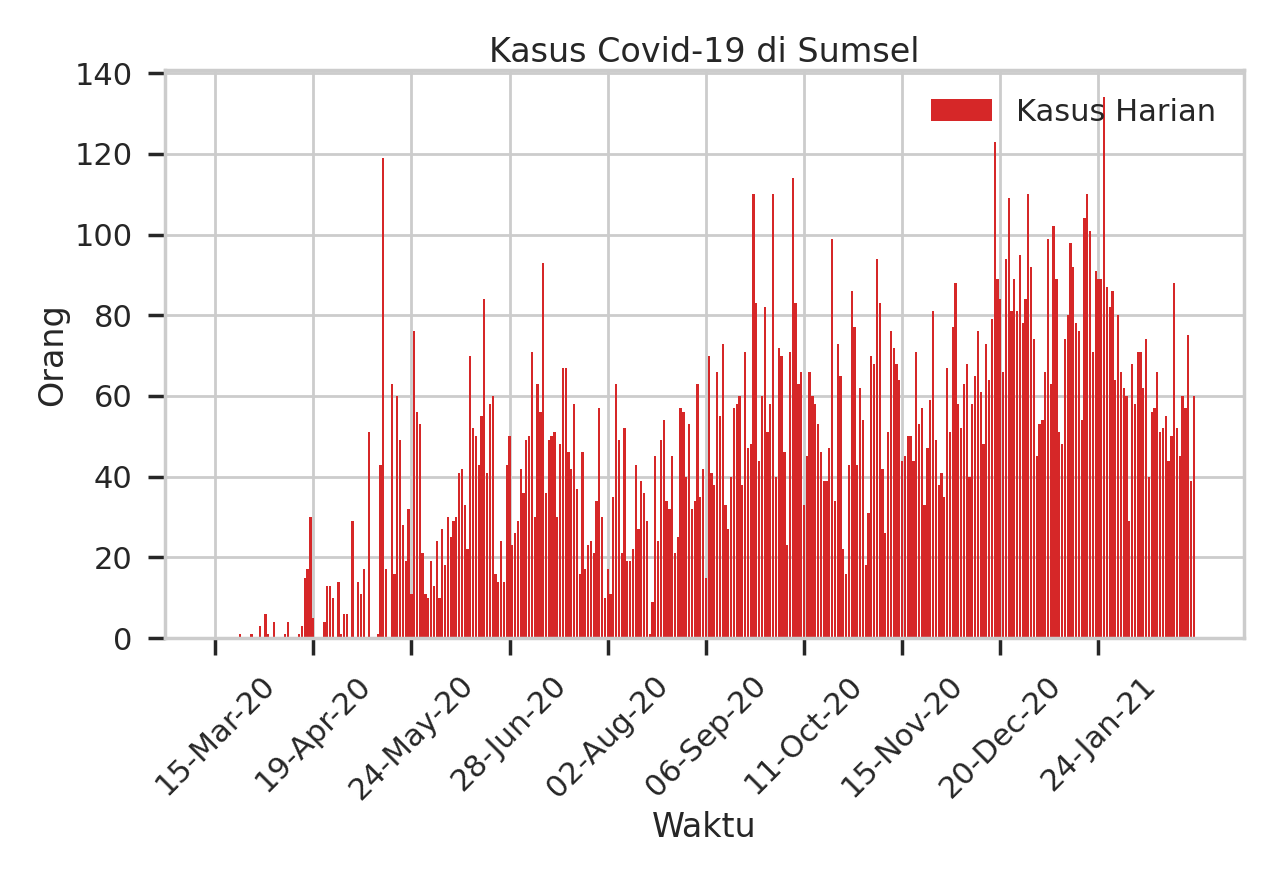 Kasus Covid-19 di Sumsel
Kasus Harian
Orang
140
120
100
80
60
40
20
0
15-Mar-20
19-Apr-20
24-May-20
28-Jun-20
02-Aug-20
06-Sep-20
11-Oct-20
15-Nov-20
20-Dec-20
24-Jan-21
Waktu